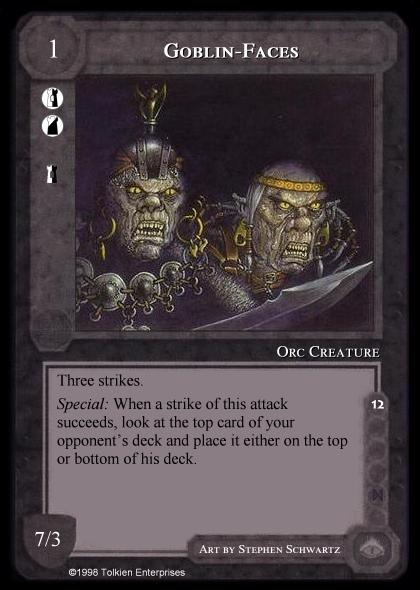 1
GOBLIN-FACES
ORC CREATURE
Three strikes.
Special: When a strike of this attack
succeeds, look at the top card of your
opponent's deck and place it either on the top
or bottom of his deck.
12
7/3
ART BY STEPHEN SCHWARTZ
©1998 Tolkien Enterprises